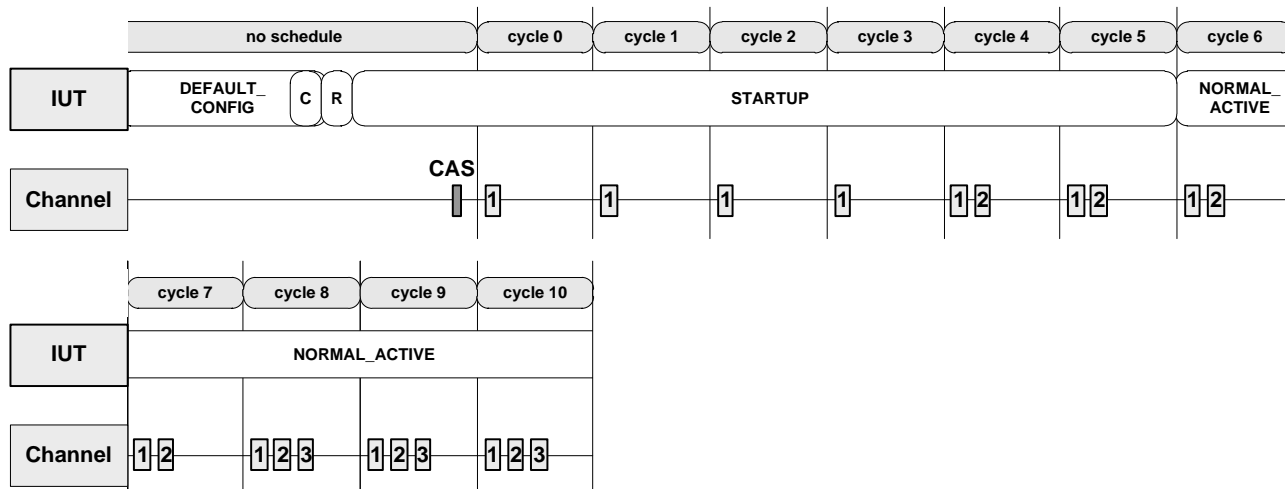 no schedule cycle 0 cycle 1 cycle 2 cycle 3 cycle 4 cycle 5 cycle 6
IUT DEFAULT_ CONFIG C R STARTUP NORMAL_ ACTIVE
CAS
Channel 1 1 1 1 1 2 1 2 1 2
cycle 7 cycle 8 cycle 9 cycle 10
IUT NORMAL_ACTIVE
Channel 1 2 1 2 3 1 2 3 1 2 3